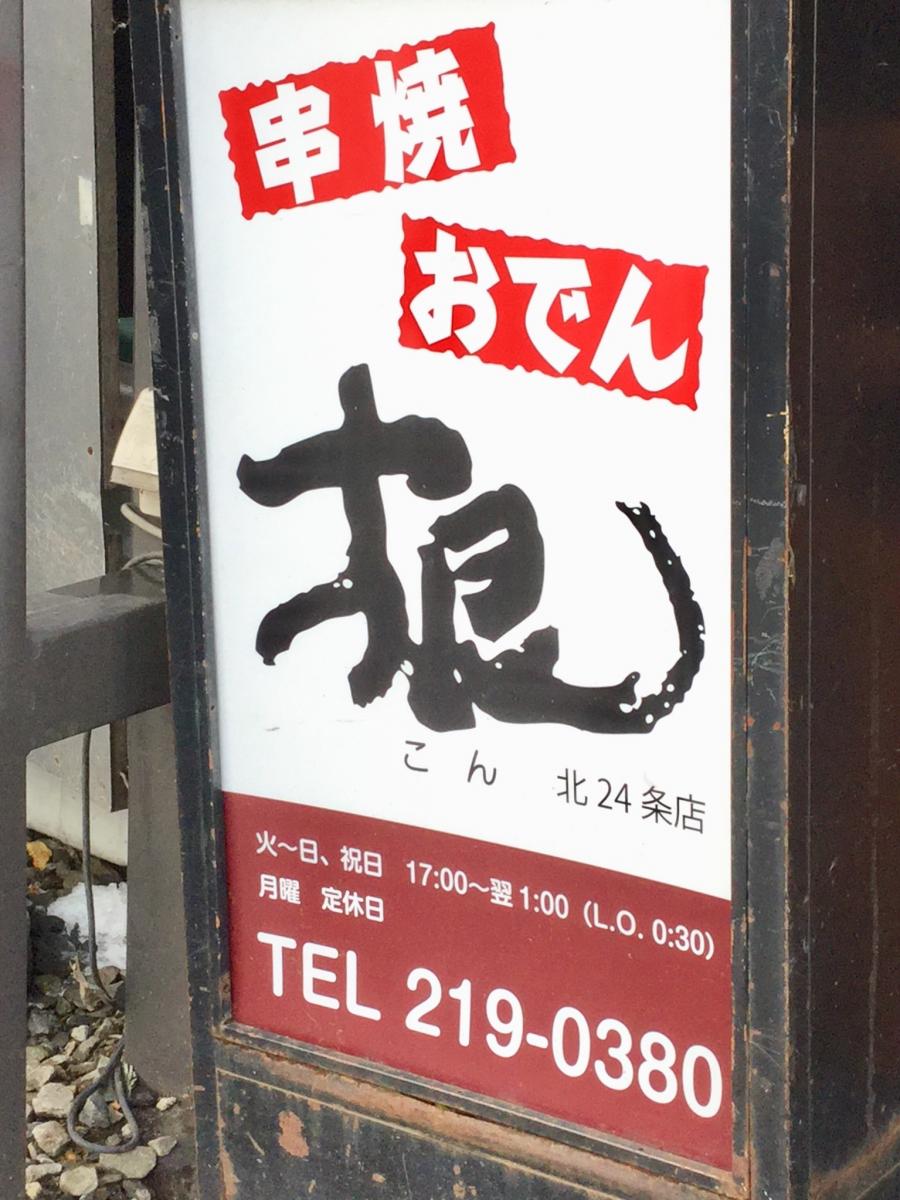 串焼
おでん
根
こん 北24条店
火〜日、祝日 17:00〜翌1:00（L.O. 0:30）
月曜 定休日
TEL 219-0380